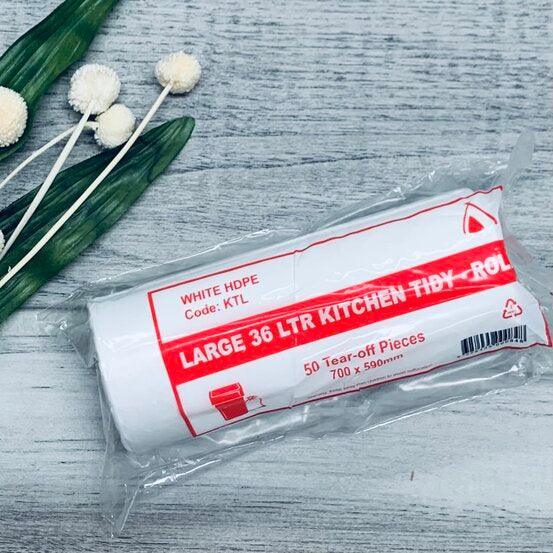 WHITE HDPE
Code: KTL
LARGE 36 LTR KITCHEN TIDY - ROL
50 Tear-off Pieces
700 x 590mm